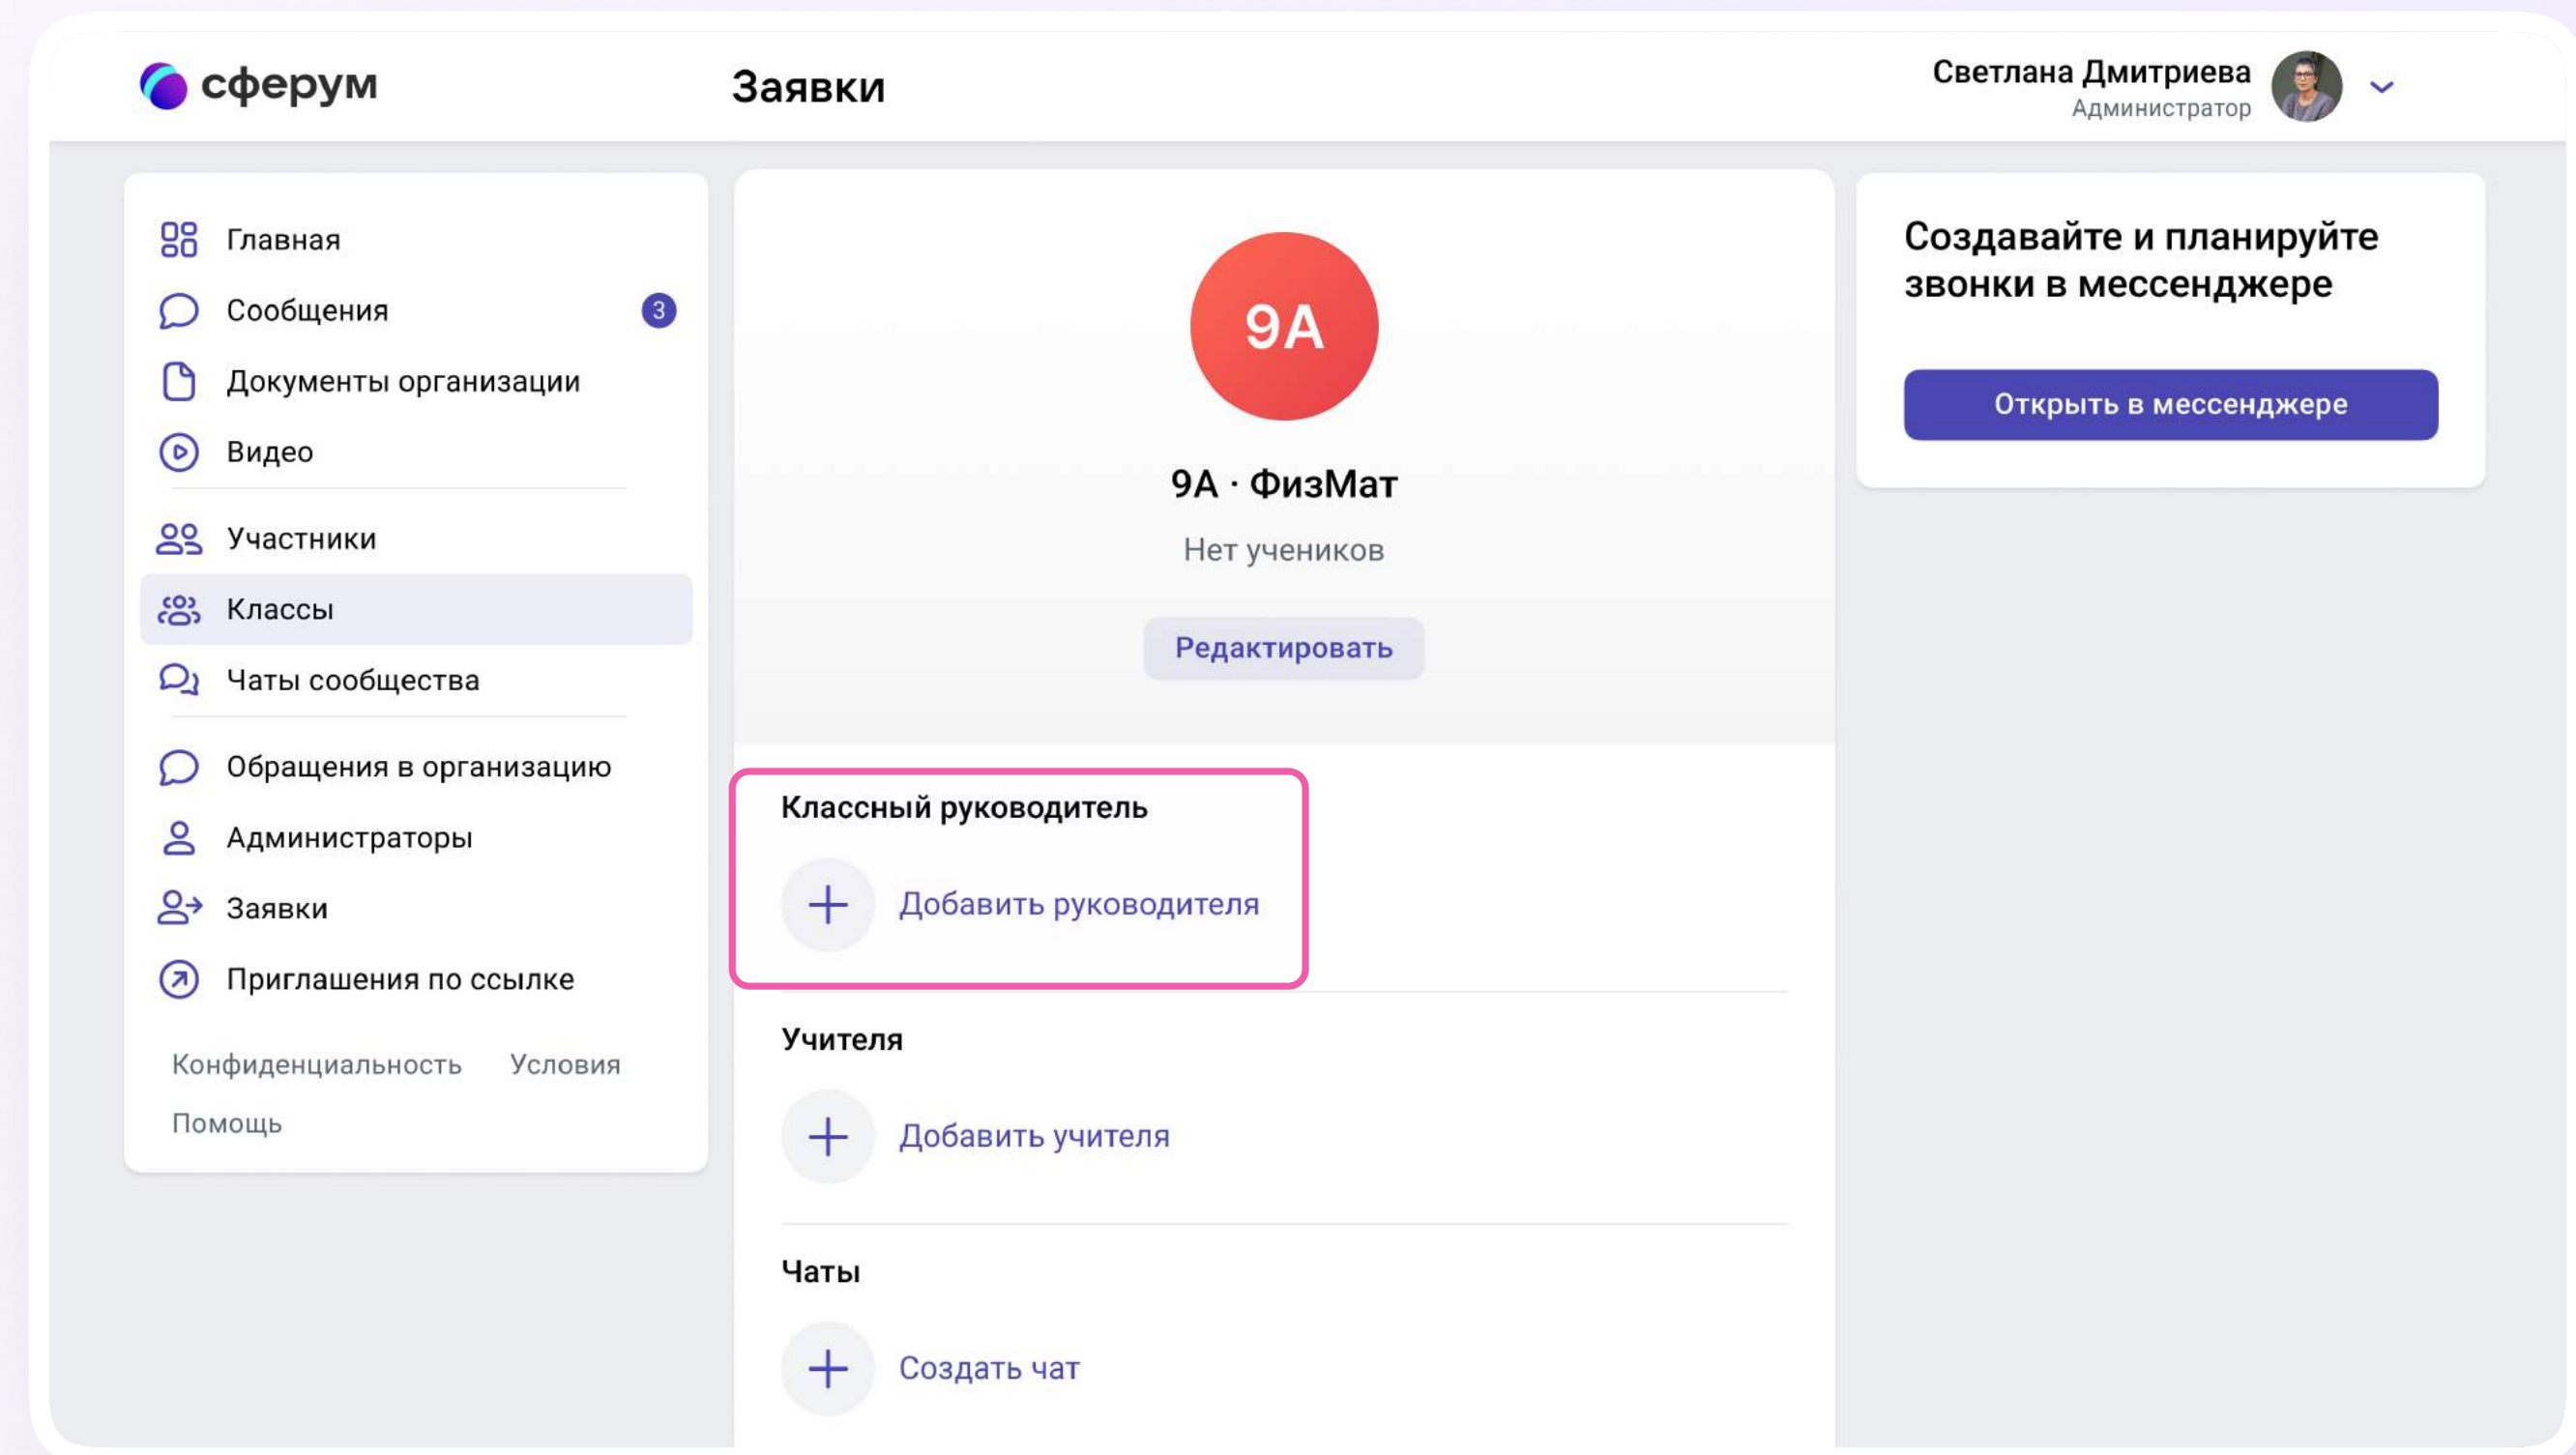 сферум
Заявки
Светлана Дмитриева
Администратор
Главная
Сообщения
3
Документы организации
Видео
Участники
Классы
Чаты сообщества
Обращения в организацию
Администраторы
Заявки
Приглашения по ссылке
Конфиденциальность Условия
Помощь
9А
9А · ФизМат
Нет учеников
Редактировать
Классный руководитель
Добавить руководителя
Учителя
Добавить учителя
Чаты
Создать чат
Создавайте и планируйте
звонки в мессенджере
Открыть в мессенджере